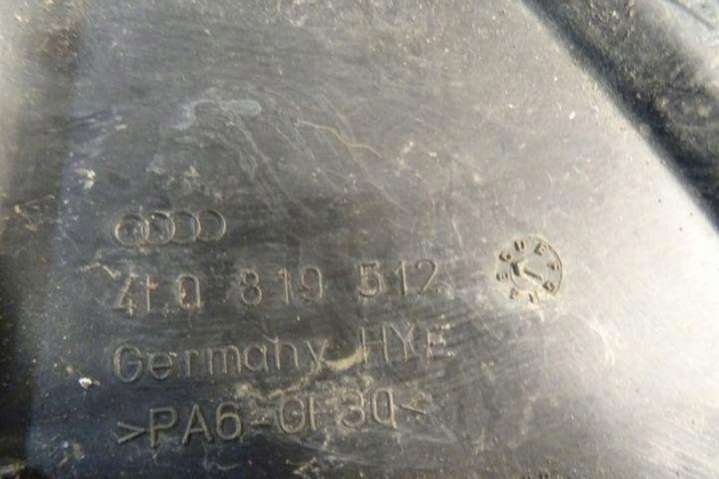 4L0 819 512
Germany HYE
>PA6-GF30<